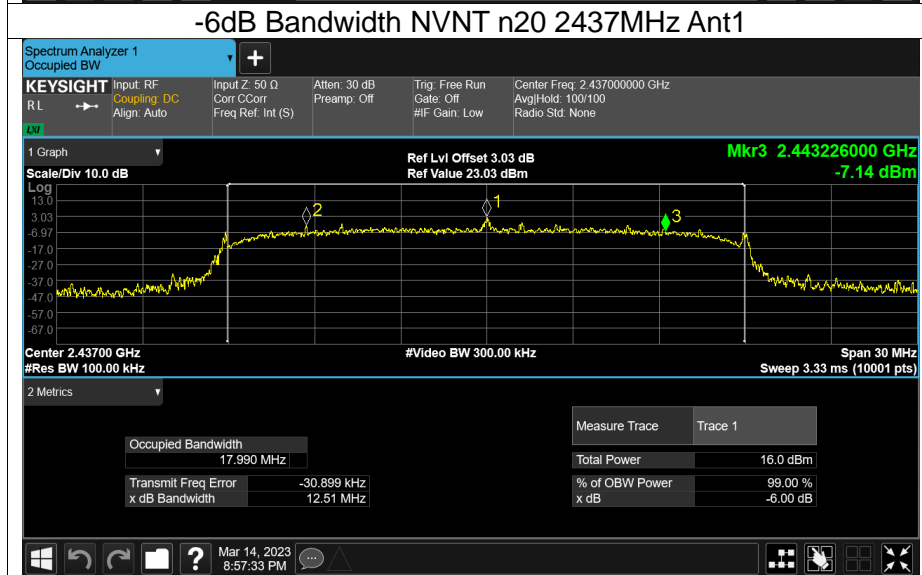 -6dB Bandwidth NVNT n20 2437MHz Ant1
Spectrum Analyzer 1
Occupied BW
+
KEYSIGHT
R L
LXI
Input: RF
Coupling: DC
Align: Auto
Input Z: 50 Ω
Corr CCorr
Freq Ref: Int (S)
Atten: 30 dB
Preamp: Off
Trig: Free Run
Gate: Off
#IF Gain: Low
Center Freq: 2.437000000 GHz
Avg|Hold: 100/100
Radio Std: None
1 Graph
Scale/Div 10.0 dB
Ref Lvl Offset 3.03 dB
Ref Value 23.03 dBm
Mkr3 2.443226000 GHz
-7.14 dBm
Log
13.0
3.03
-6.97
-17.0
-27.0
-37.0
-47.0
-57.0
-67.0
2
1
3
Center 2.43700 GHz
#Res BW 100.00 kHz
#Video BW 300.00 kHz
Span 30 MHz
Sweep 3.33 ms (10001 pts)
2 Metrics
Occupied Bandwidth
17.990 MHz
Transmit Freq Error -30.899 kHz
x dB Bandwidth 12.51 MHz
Measure Trace Trace 1
Total Power 16.0 dBm
% of OBW Power 99.00 %
x dB -6.00 dB
?
Mar 14, 2023
8:57:33 PM